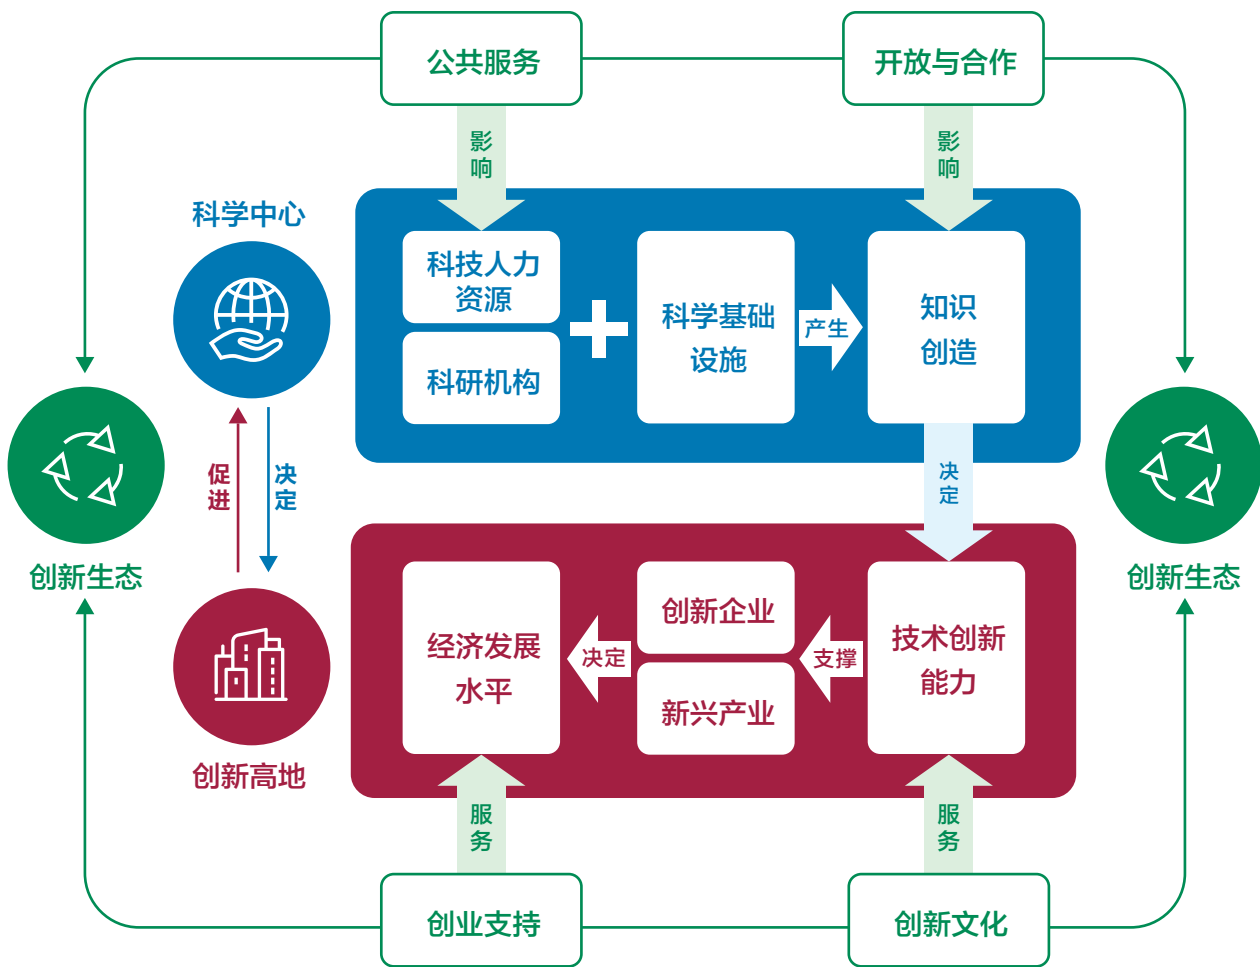 公共服务
开放与合作
影
响
影
响
科学中心
科技人力
资源
科研机构
科学基础
设施
产生
知识
创造
促
进
决
定
决
定
创新生态
创新生态
经济发展
水平
决定
创新企业
新兴产业
支撑
技术创新
能力
创新高地
服
务
服
务
创业支持
创新文化